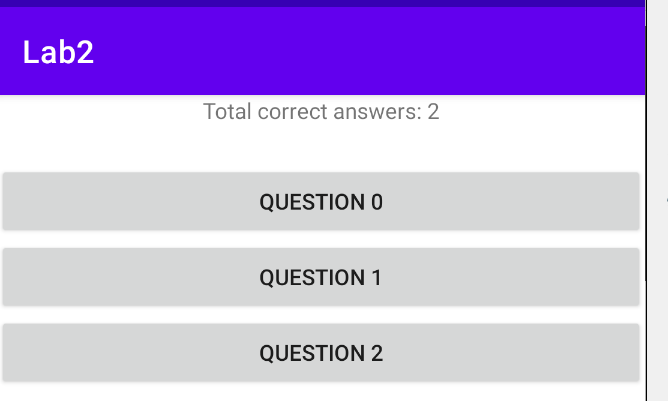 Lab2
Total correct answers: 2
QUESTION 0
QUESTION 1
QUESTION 2